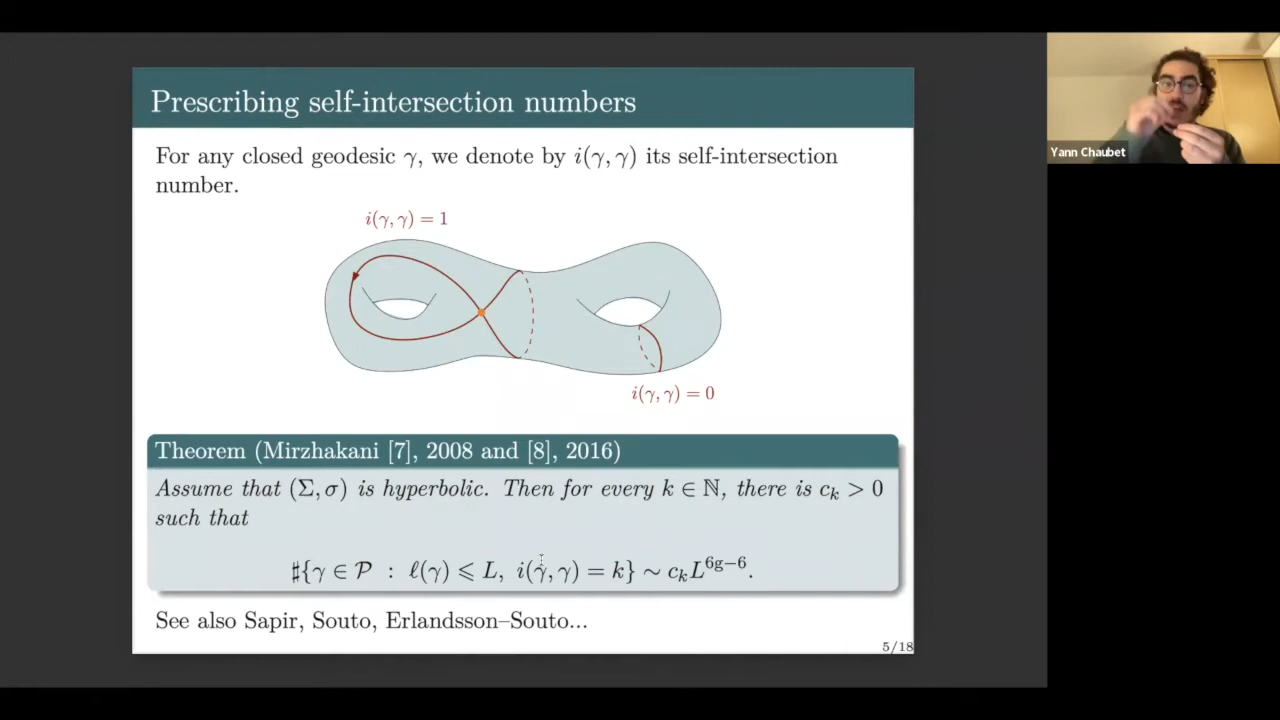 Prescribing self-intersection numbers
For any closed geodesic γ, we denote by i(γ, γ) its self-intersection
number.
i(γ, γ) = 1
i(γ, γ) = 0
Theorem (Mirzhakani [7], 2008 and [8], 2016)
Assume that (Σ, σ) is hyperbolic. Then for every k ∈ ℕ, there is c_k > 0
such that
♯{γ ∈ 𝒫 : ℓ(γ) ⩽ L, i(γ, γ) = k} ∼ c_k L^{6g−6}.
See also Sapir, Souto, Erlandsson–Souto...
5/18
Yann Chaubet